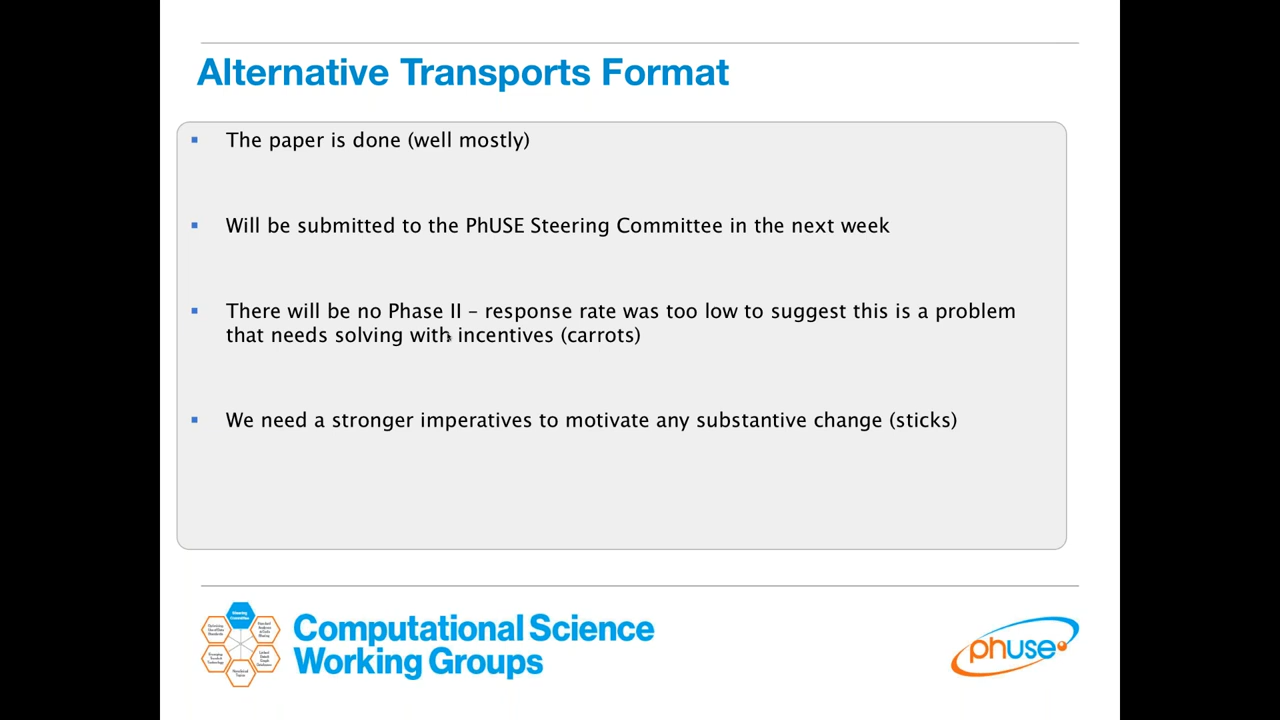 Alternative Transports Format
The paper is done (well mostly)
Will be submitted to the PhUSE Steering Committee in the next week
There will be no Phase II – response rate was too low to suggest this is a problem
that needs solving with incentives (carrots)
We need a stronger imperatives to motivate any substantive change (sticks)
Steering
Committee
Computational Science
Working Groups
phuse